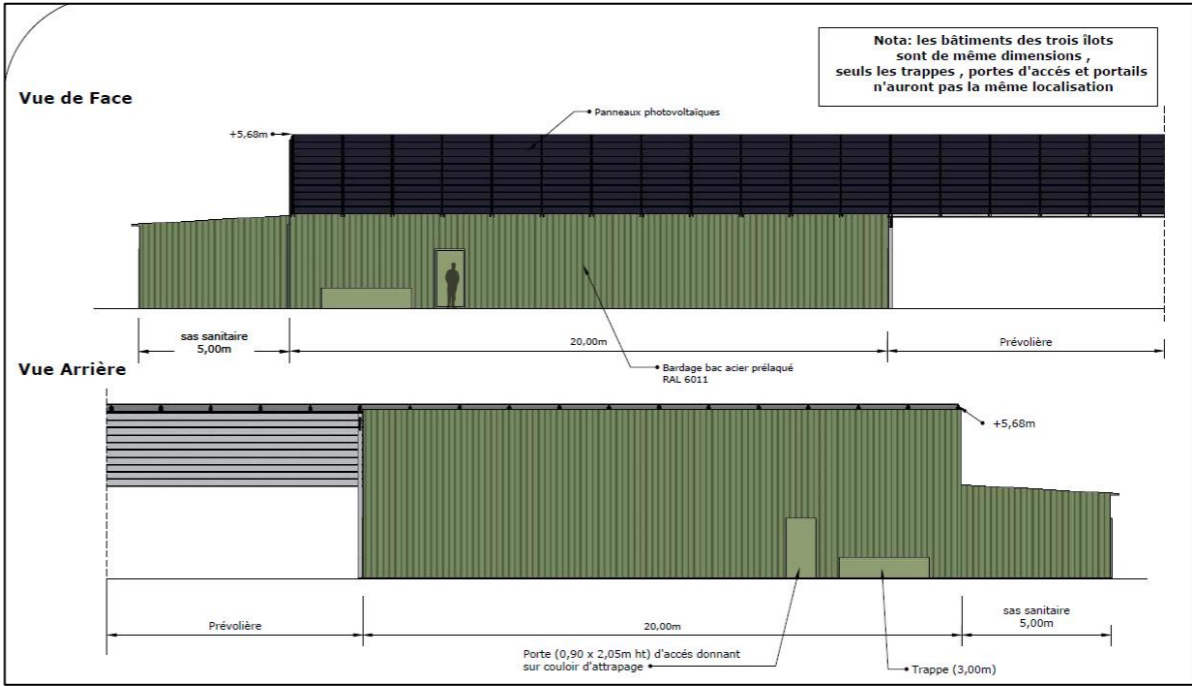 Nota: les bâtiments des trois îlots
sont de même dimensions ,
seuls les trappes , portes d'accés et portails
n'auront pas la même localisation
Vue de Face
Panneaux photovoltaïques
+5,68m
sas sanitaire
5,00m
20,00m
Prévolière
Bardage bac acier prélaqué
RAL 6011
Vue Arrière
+5,68m
Prévolière
20,00m
sas sanitaire
5,00m
Porte (0,90 x 2,05m ht) d'accés donnant
sur couloir d'attrapage
Trappe (3,00m)